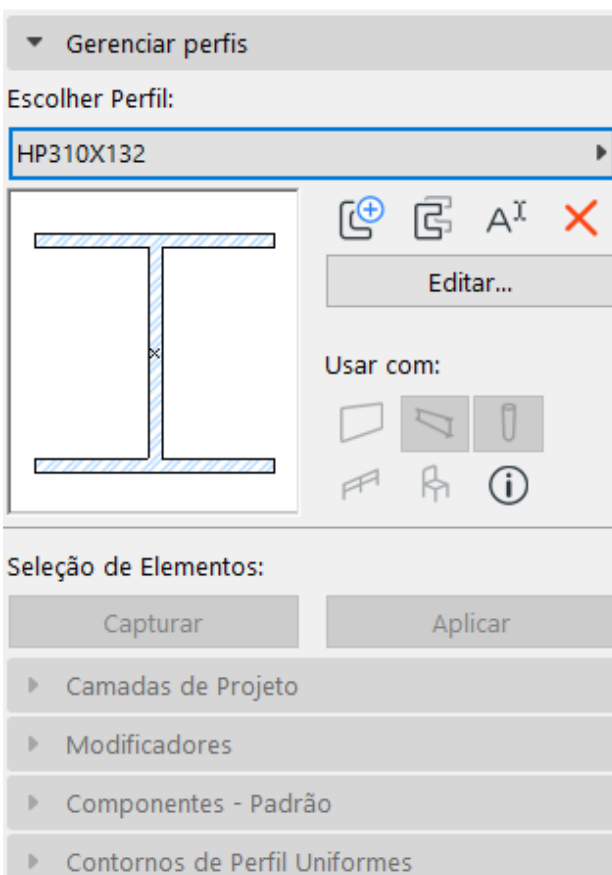 Gerenciar perfis
Escolher Perfil:
HP310X132
Editar...
Usar com:
Seleção de Elementos:
Capturar
Aplicar
Camadas de Projeto
Modificadores
Componentes - Padrão
Contornos de Perfil Uniformes